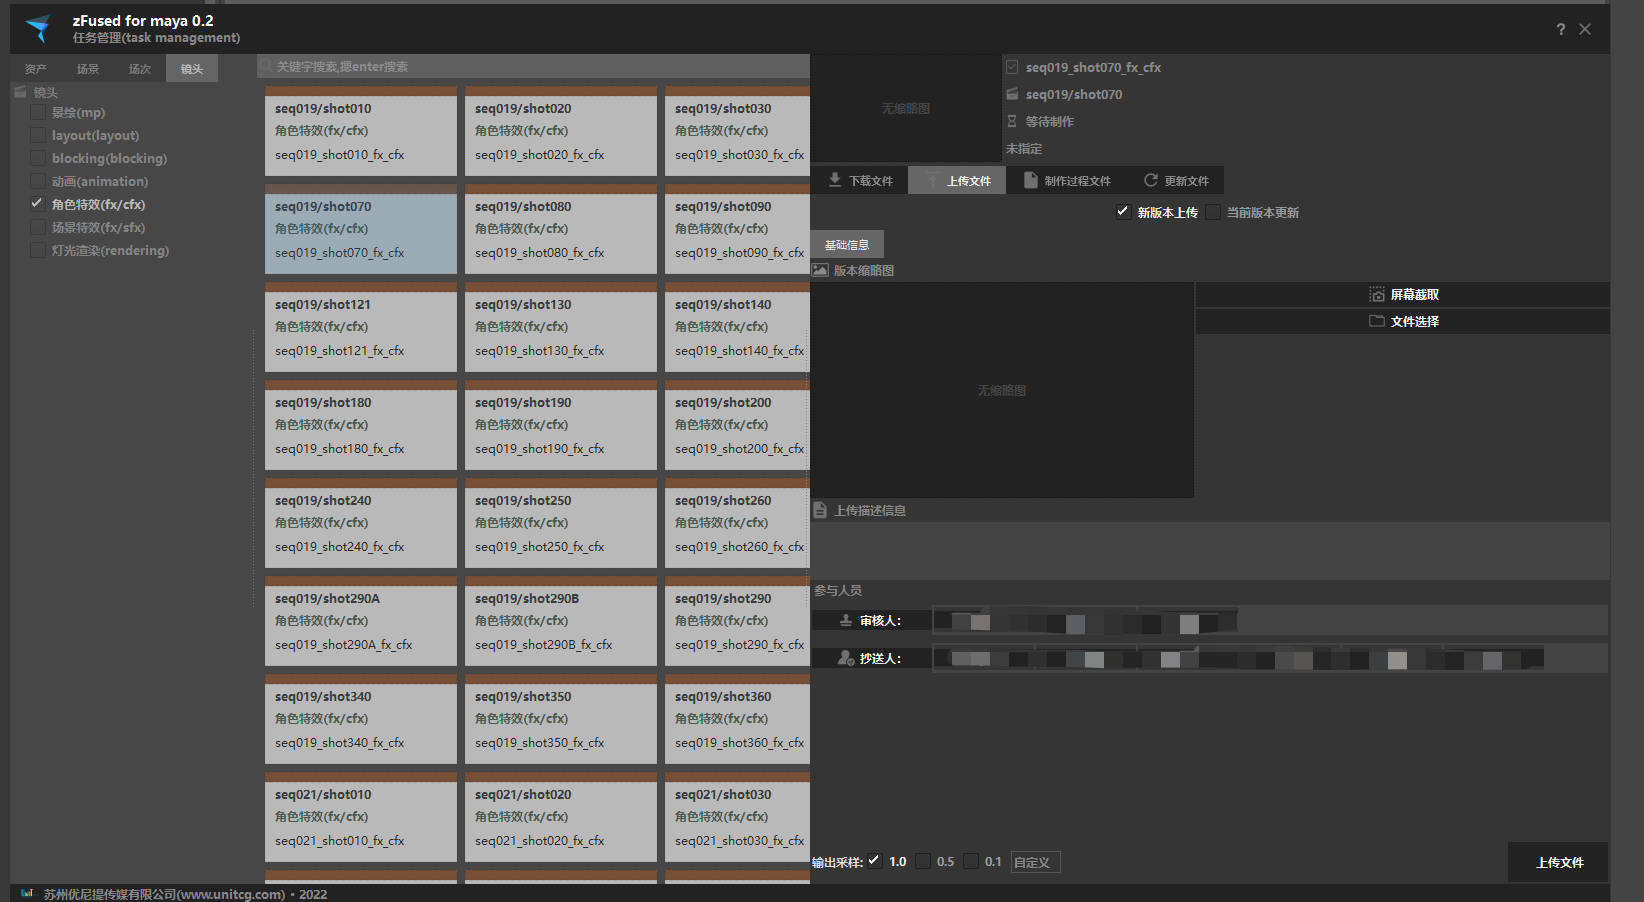 zFused for maya 0.2
任务管理(task management)
?
资产 场景 场次 镜头
关键字搜索,摁enter搜索
镜头
景绘(mp)
layout(layout)
blocking(blocking)
动画(animation)
角色特效(fx/cfx)
场景特效(fx/sfx)
灯光渲染(rendering)
seq019/shot010
角色特效(fx/cfx)
seq019_shot010_fx_cfx
seq019/shot020
角色特效(fx/cfx)
seq019_shot020_fx_cfx
seq019/shot030
角色特效(fx/cfx)
seq019_shot030_fx_cfx
seq019/shot070
角色特效(fx/cfx)
seq019_shot070_fx_cfx
seq019/shot080
角色特效(fx/cfx)
seq019_shot080_fx_cfx
seq019/shot090
角色特效(fx/cfx)
seq019_shot090_fx_cfx
seq019/shot121
角色特效(fx/cfx)
seq019_shot121_fx_cfx
seq019/shot130
角色特效(fx/cfx)
seq019_shot130_fx_cfx
seq019/shot140
角色特效(fx/cfx)
seq019_shot140_fx_cfx
seq019/shot180
角色特效(fx/cfx)
seq019_shot180_fx_cfx
seq019/shot190
角色特效(fx/cfx)
seq019_shot190_fx_cfx
seq019/shot200
角色特效(fx/cfx)
seq019_shot200_fx_cfx
seq019/shot240
角色特效(fx/cfx)
seq019_shot240_fx_cfx
seq019/shot250
角色特效(fx/cfx)
seq019_shot250_fx_cfx
seq019/shot260
角色特效(fx/cfx)
seq019_shot260_fx_cfx
seq019/shot290A
角色特效(fx/cfx)
seq019_shot290A_fx_cfx
seq019/shot290B
角色特效(fx/cfx)
seq019_shot290B_fx_cfx
seq019/shot290
角色特效(fx/cfx)
seq019_shot290_fx_cfx
seq019/shot340
角色特效(fx/cfx)
seq019_shot340_fx_cfx
seq019/shot350
角色特效(fx/cfx)
seq019_shot350_fx_cfx
seq019/shot360
角色特效(fx/cfx)
seq019_shot360_fx_cfx
seq021/shot010
角色特效(fx/cfx)
seq021_shot010_fx_cfx
seq021/shot020
角色特效(fx/cfx)
seq021_shot020_fx_cfx
seq021/shot030
角色特效(fx/cfx)
seq021_shot030_fx_cfx
无缩略图
seq019_shot070_fx_cfx
seq019/shot070
等待制作
未指定
下载文件 上传文件 制作过程文件 更新文件
新版本上传 当前版本更新
基础信息
版本缩略图
无缩略图
屏幕截取
文件选择
上传描述信息
参与人员
审核人:
抄送人:
输出采样: 1.0 0.5 0.1 自定义
上传文件
苏州优尼提传媒有限公司(www.unitcg.com) · 2022